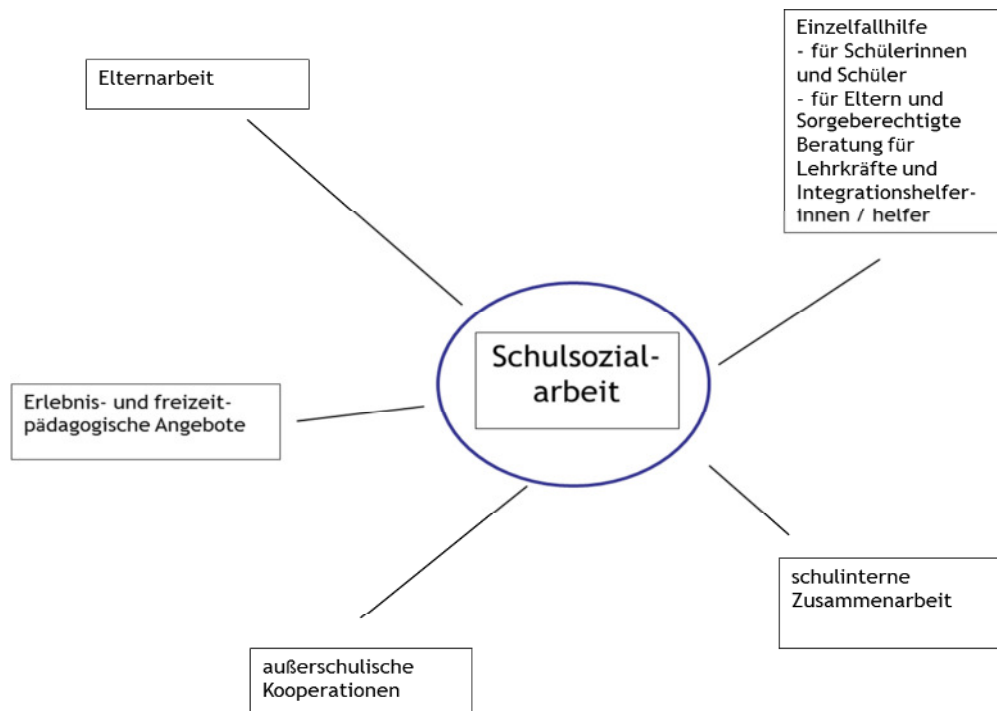 Elternarbeit
Einzelfallhilfe
- für Schülerinnen
und Schüler
- für Eltern und
Sorgeberechtigte
Beratung für
Lehrkräfte und
Integrationshelfer-
innen / helfer
Schulsozial-
arbeit
Erlebnis- und freizeit-
pädagogische Angebote
schulinterne
Zusammenarbeit
außerschulische
Kooperationen